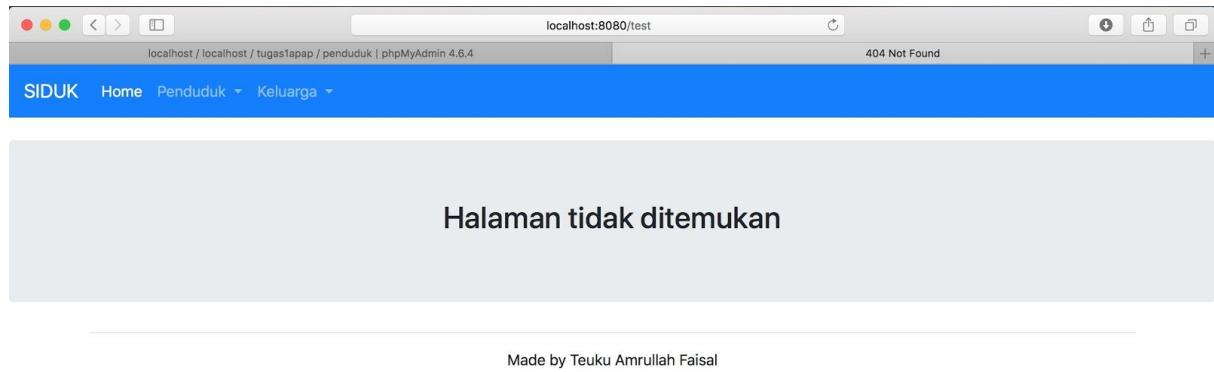 localhost:8080/test
localhost / localhost / tugas1apap / penduduk | phpMyAdmin 4.6.4
404 Not Found
SIDUK Home Penduduk Keluarga
Halaman tidak ditemukan
Made by Teuku Amrullah Faisal